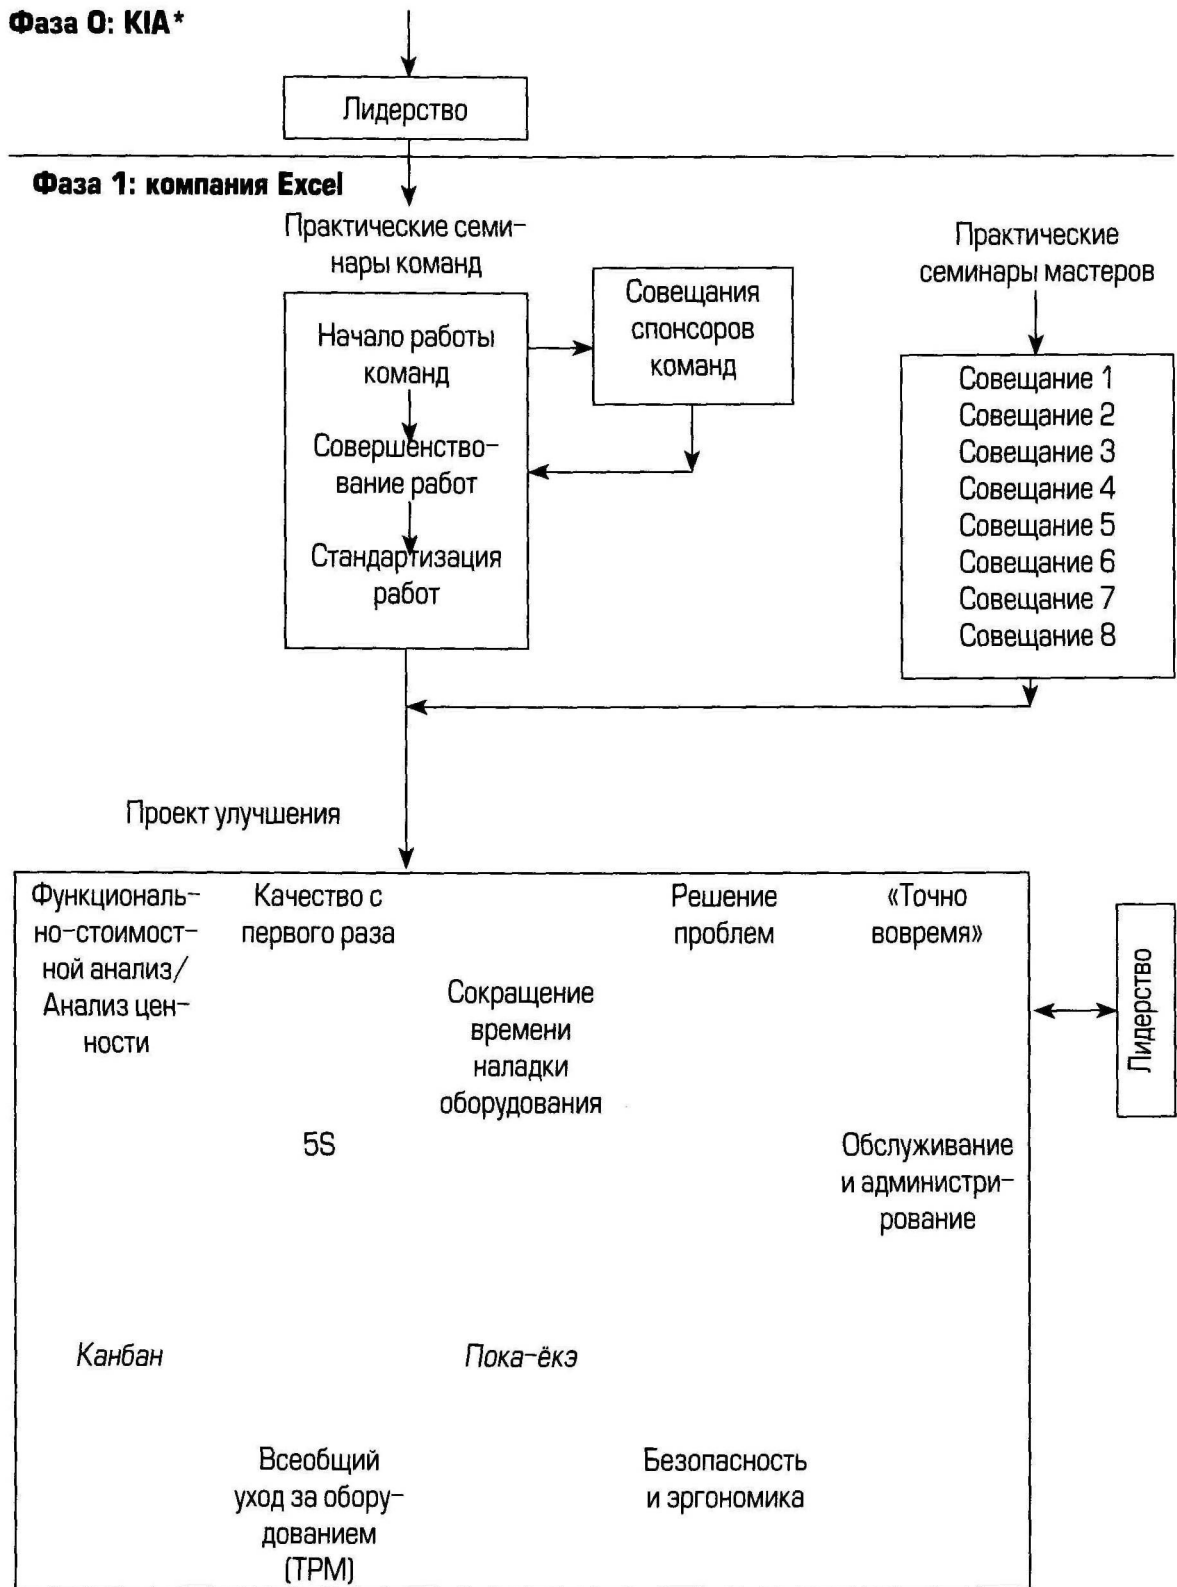 Фаза 0: KIA*
Лидерство
Фаза 1: компания Excel
Практические семи-
нары команд
Начало работы
команд
Совершенство-
вание работ
Стандартизация
работ
Совещания
спонсоров
команд
Практические
семинары мастеров
Совещание 1
Совещание 2
Совещание 3
Совещание 4
Совещание 5
Совещание 6
Совещание 7
Совещание 8
Проект улучшения
Функциональ-
но-стоимост-
ной анализ/
Анализ цен-
ности
Качество с
первого раза
Сокращение
времени
наладки
оборудования
Решение
проблем
«Точно
вовремя»
Лидерство
5S
Обслуживание
и администри-
рование
Канбан
Пока-ёкэ
Всеобщий
уход за обору-
дованием
(ТРМ)
Безопасность
и эргономика